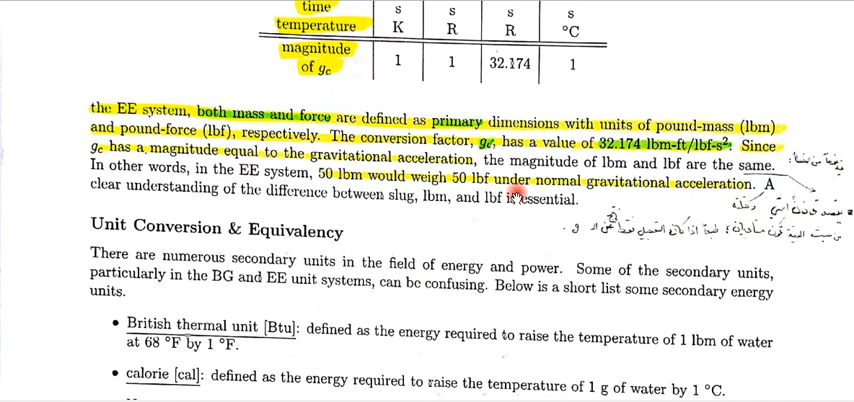 time s s s s
temperature K R R °C
magnitude
of gc 1 1 32.174 1
the EE system, both mass and force are defined as primary dimensions with units of pound-mass (lbm)
and pound-force (lbf), respectively. The conversion factor, gc, has a value of 32.174 lbm-ft/lbf-s². Since
gc has a magnitude equal to the gravitational acceleration, the magnitude of lbm and lbf are the same.
In other words, in the EE system, 50 lbm would weigh 50 lbf under normal gravitational acceleration. A
clear understanding of the difference between slug, lbm, and lbf is essential.
Unit Conversion & Equivalency
There are numerous secondary units in the field of energy and power. Some of the secondary units,
particularly in the BG and EE unit systems, can be confusing. Below is a short list some secondary energy
units.
• British thermal unit [Btu]: defined as the energy required to raise the temperature of 1 lbm of water
at 68 °F by 1 °F.
• calorie [cal]: defined as the energy required to raise the temperature of 1 g of water by 1 °C.